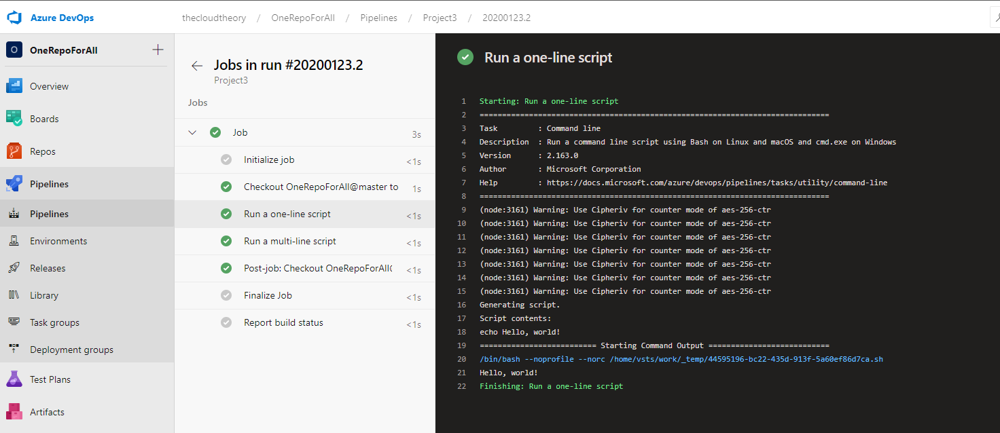 Azure DevOps
thecloudtheory / OneRepoForAll / Pipelines / Project3 / 20200123.2
O OneRepoForAll
Overview
Boards
Repos
Pipelines
Pipelines
Environments
Releases
Library
Task groups
Deployment groups
Test Plans
Artifacts
Jobs in run #20200123.2
Project3
Jobs
Job 3s
Initialize job <1s
Checkout OneRepoForAll@master to 1s
Run a one-line script <1s
Run a multi-line script <1s
Post-job: Checkout OneRepoForAll@ <1s
Finalize Job <1s
Report build status <1s
Run a one-line script
1 Starting: Run a one-line script
2 ==============================================================================
3 Task : Command line
4 Description : Run a command line script using Bash on Linux and macOS and cmd.exe on Windows
5 Version : 2.163.0
6 Author : Microsoft Corporation
7 Help : https://docs.microsoft.com/azure/devops/pipelines/tasks/utility/command-line
8 ==============================================================================
9 (node:3161) Warning: Use Cipheriv for counter mode of aes-256-ctr
10 (node:3161) Warning: Use Cipheriv for counter mode of aes-256-ctr
11 (node:3161) Warning: Use Cipheriv for counter mode of aes-256-ctr
12 (node:3161) Warning: Use Cipheriv for counter mode of aes-256-ctr
13 (node:3161) Warning: Use Cipheriv for counter mode of aes-256-ctr
14 (node:3161) Warning: Use Cipheriv for counter mode of aes-256-ctr
15 (node:3161) Warning: Use Cipheriv for counter mode of aes-256-ctr
16 Generating script.
17 Script contents:
18 echo Hello, world!
19 ========================== Starting Command Output ===========================
20 /bin/bash --noprofile --norc /home/vsts/work/_temp/44595196-bc22-435d-913f-5a60ef86d7ca.sh
21 Hello, world!
22 Finishing: Run a one-line script